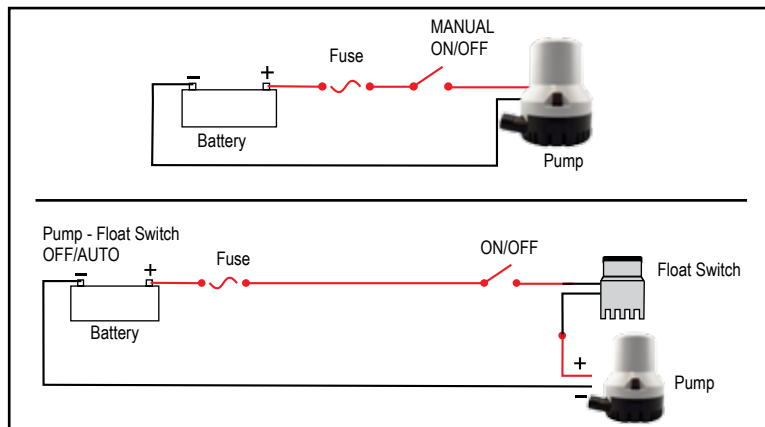 MANUAL
ON/OFF
Fuse
- +
Battery
Pump
Pump - Float Switch
OFF/AUTO
Fuse
ON/OFF
Float Switch
- +
Battery
+
Pump
-